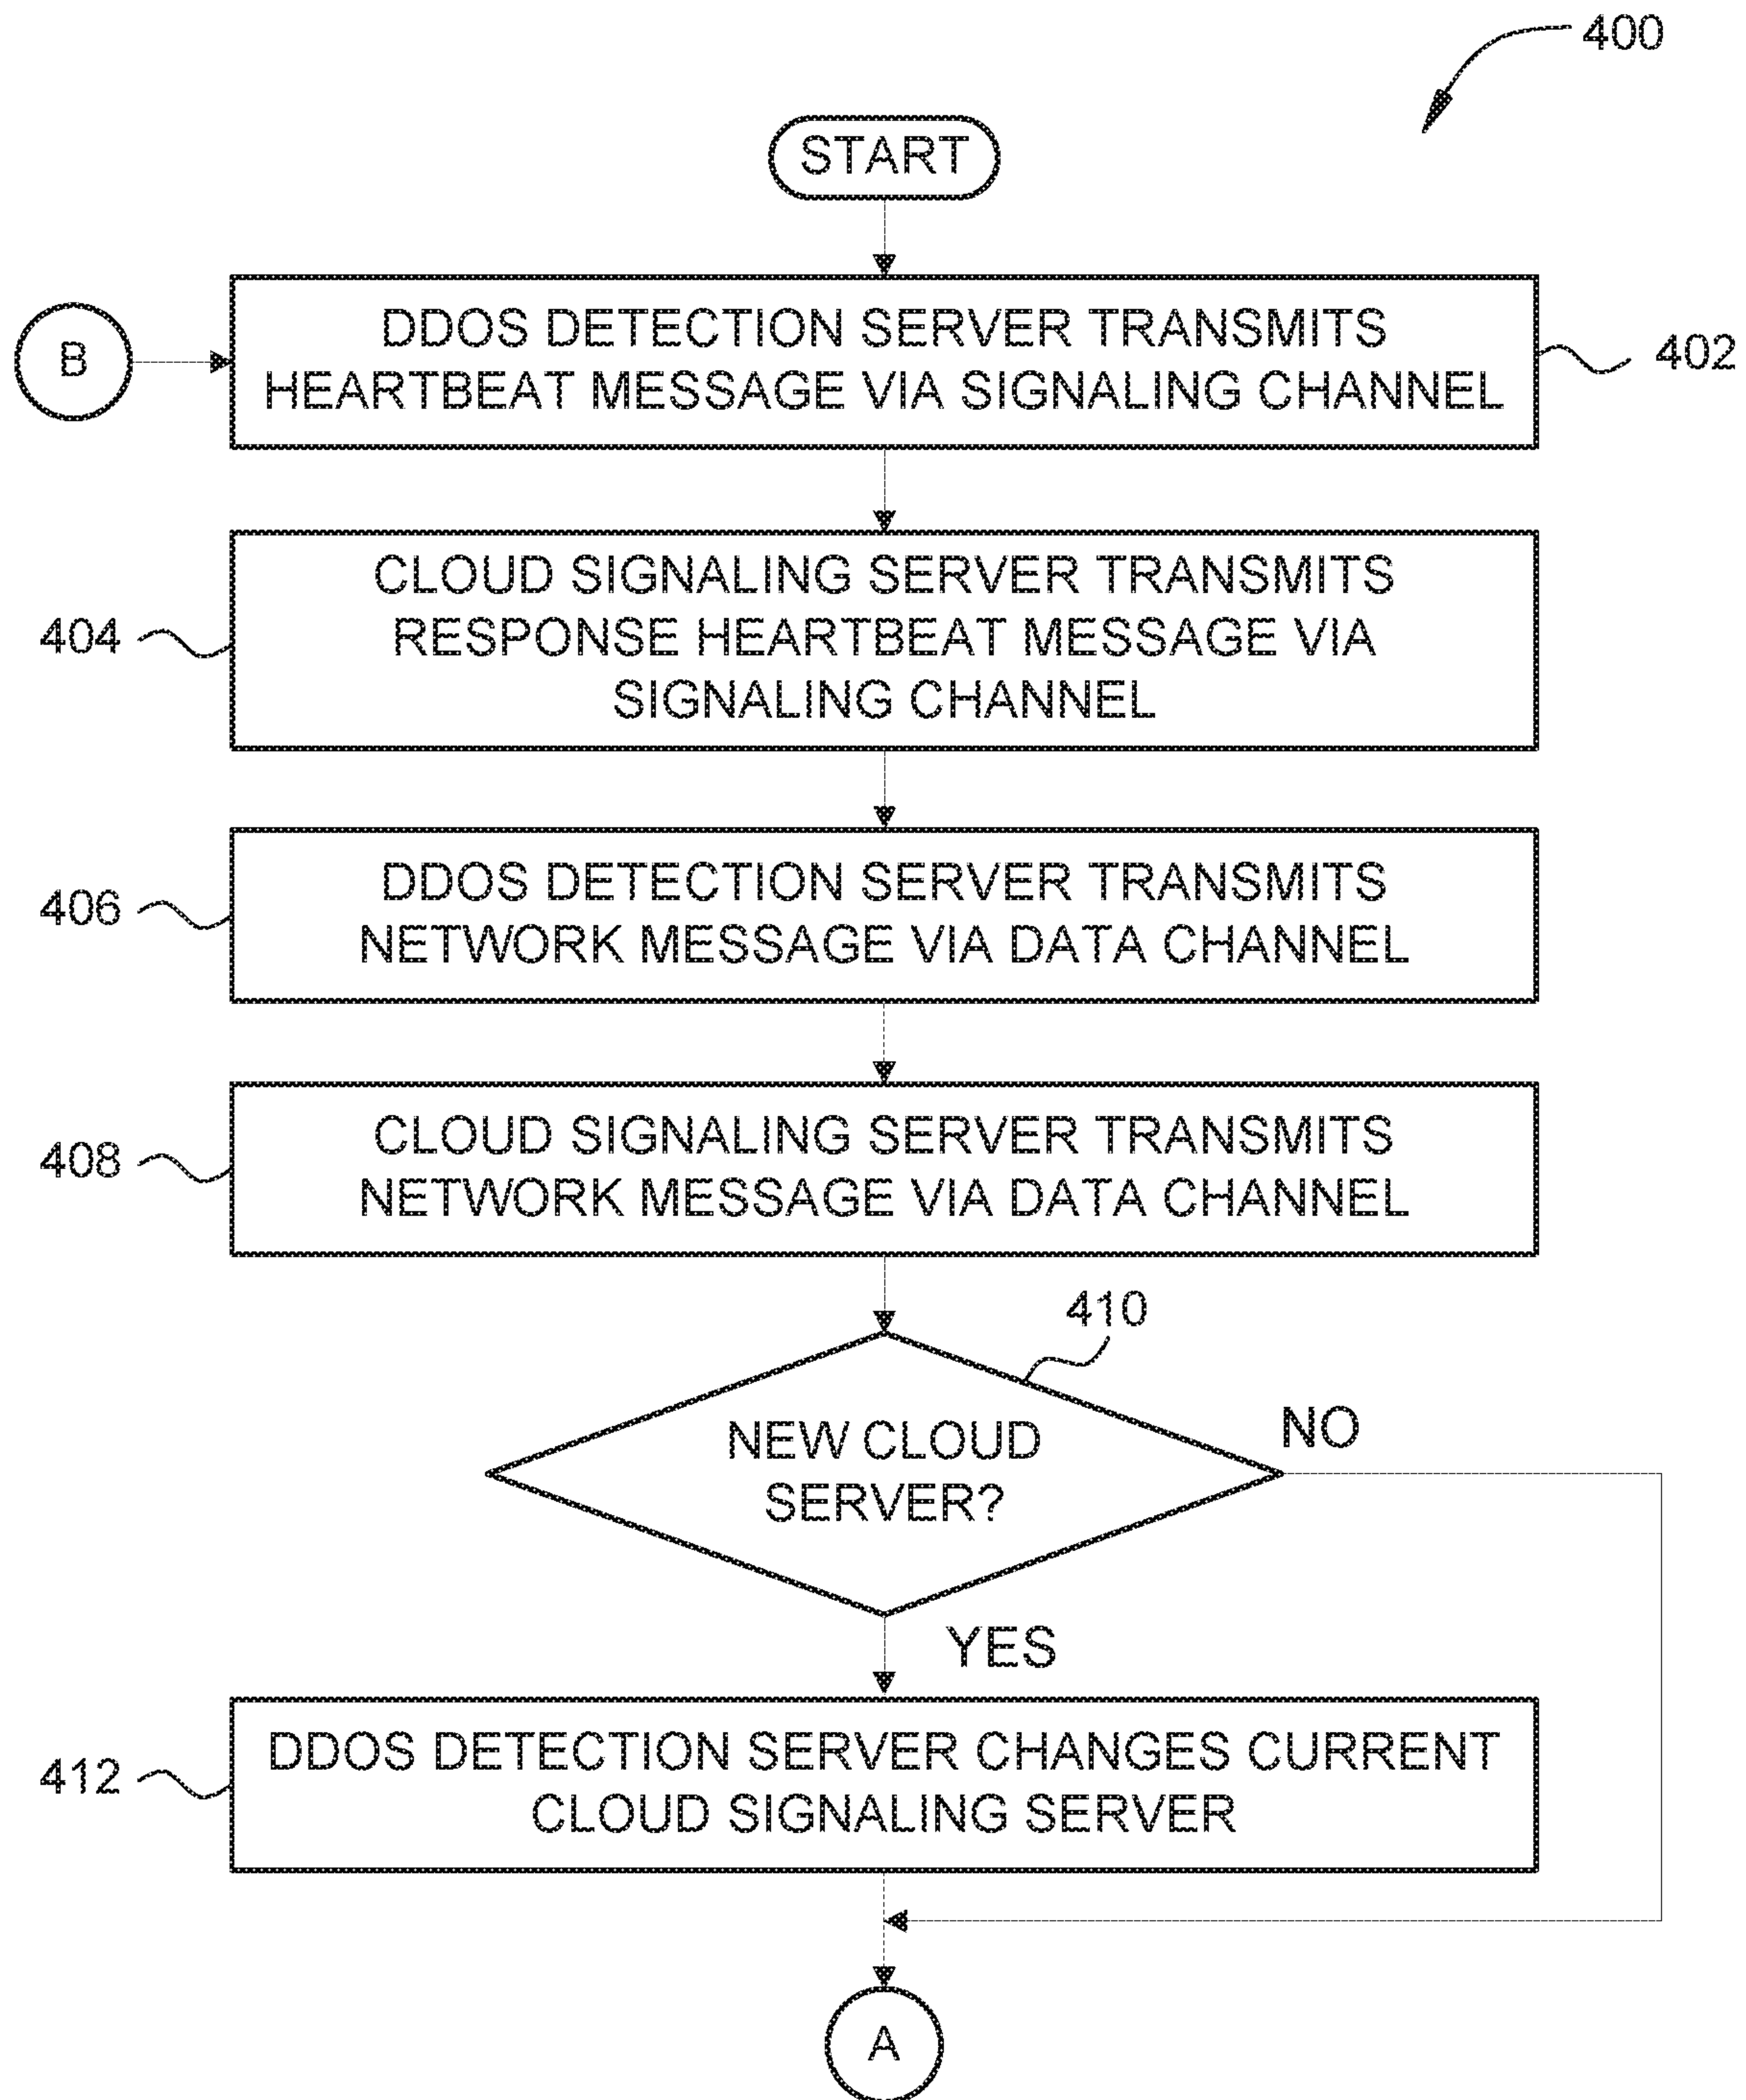 400
START
B
DDOS DETECTION SERVER TRANSMITS
HEARTBEAT MESSAGE VIA SIGNALING CHANNEL
402
CLOUD SIGNALING SERVER TRANSMITS
RESPONSE HEARTBEAT MESSAGE VIA
SIGNALING CHANNEL
404
DDOS DETECTION SERVER TRANSMITS
NETWORK MESSAGE VIA DATA CHANNEL
406
CLOUD SIGNALING SERVER TRANSMITS
NETWORK MESSAGE VIA DATA CHANNEL
408
410
NEW CLOUD
SERVER?
NO
YES
DDOS DETECTION SERVER CHANGES CURRENT
CLOUD SIGNALING SERVER
412
A